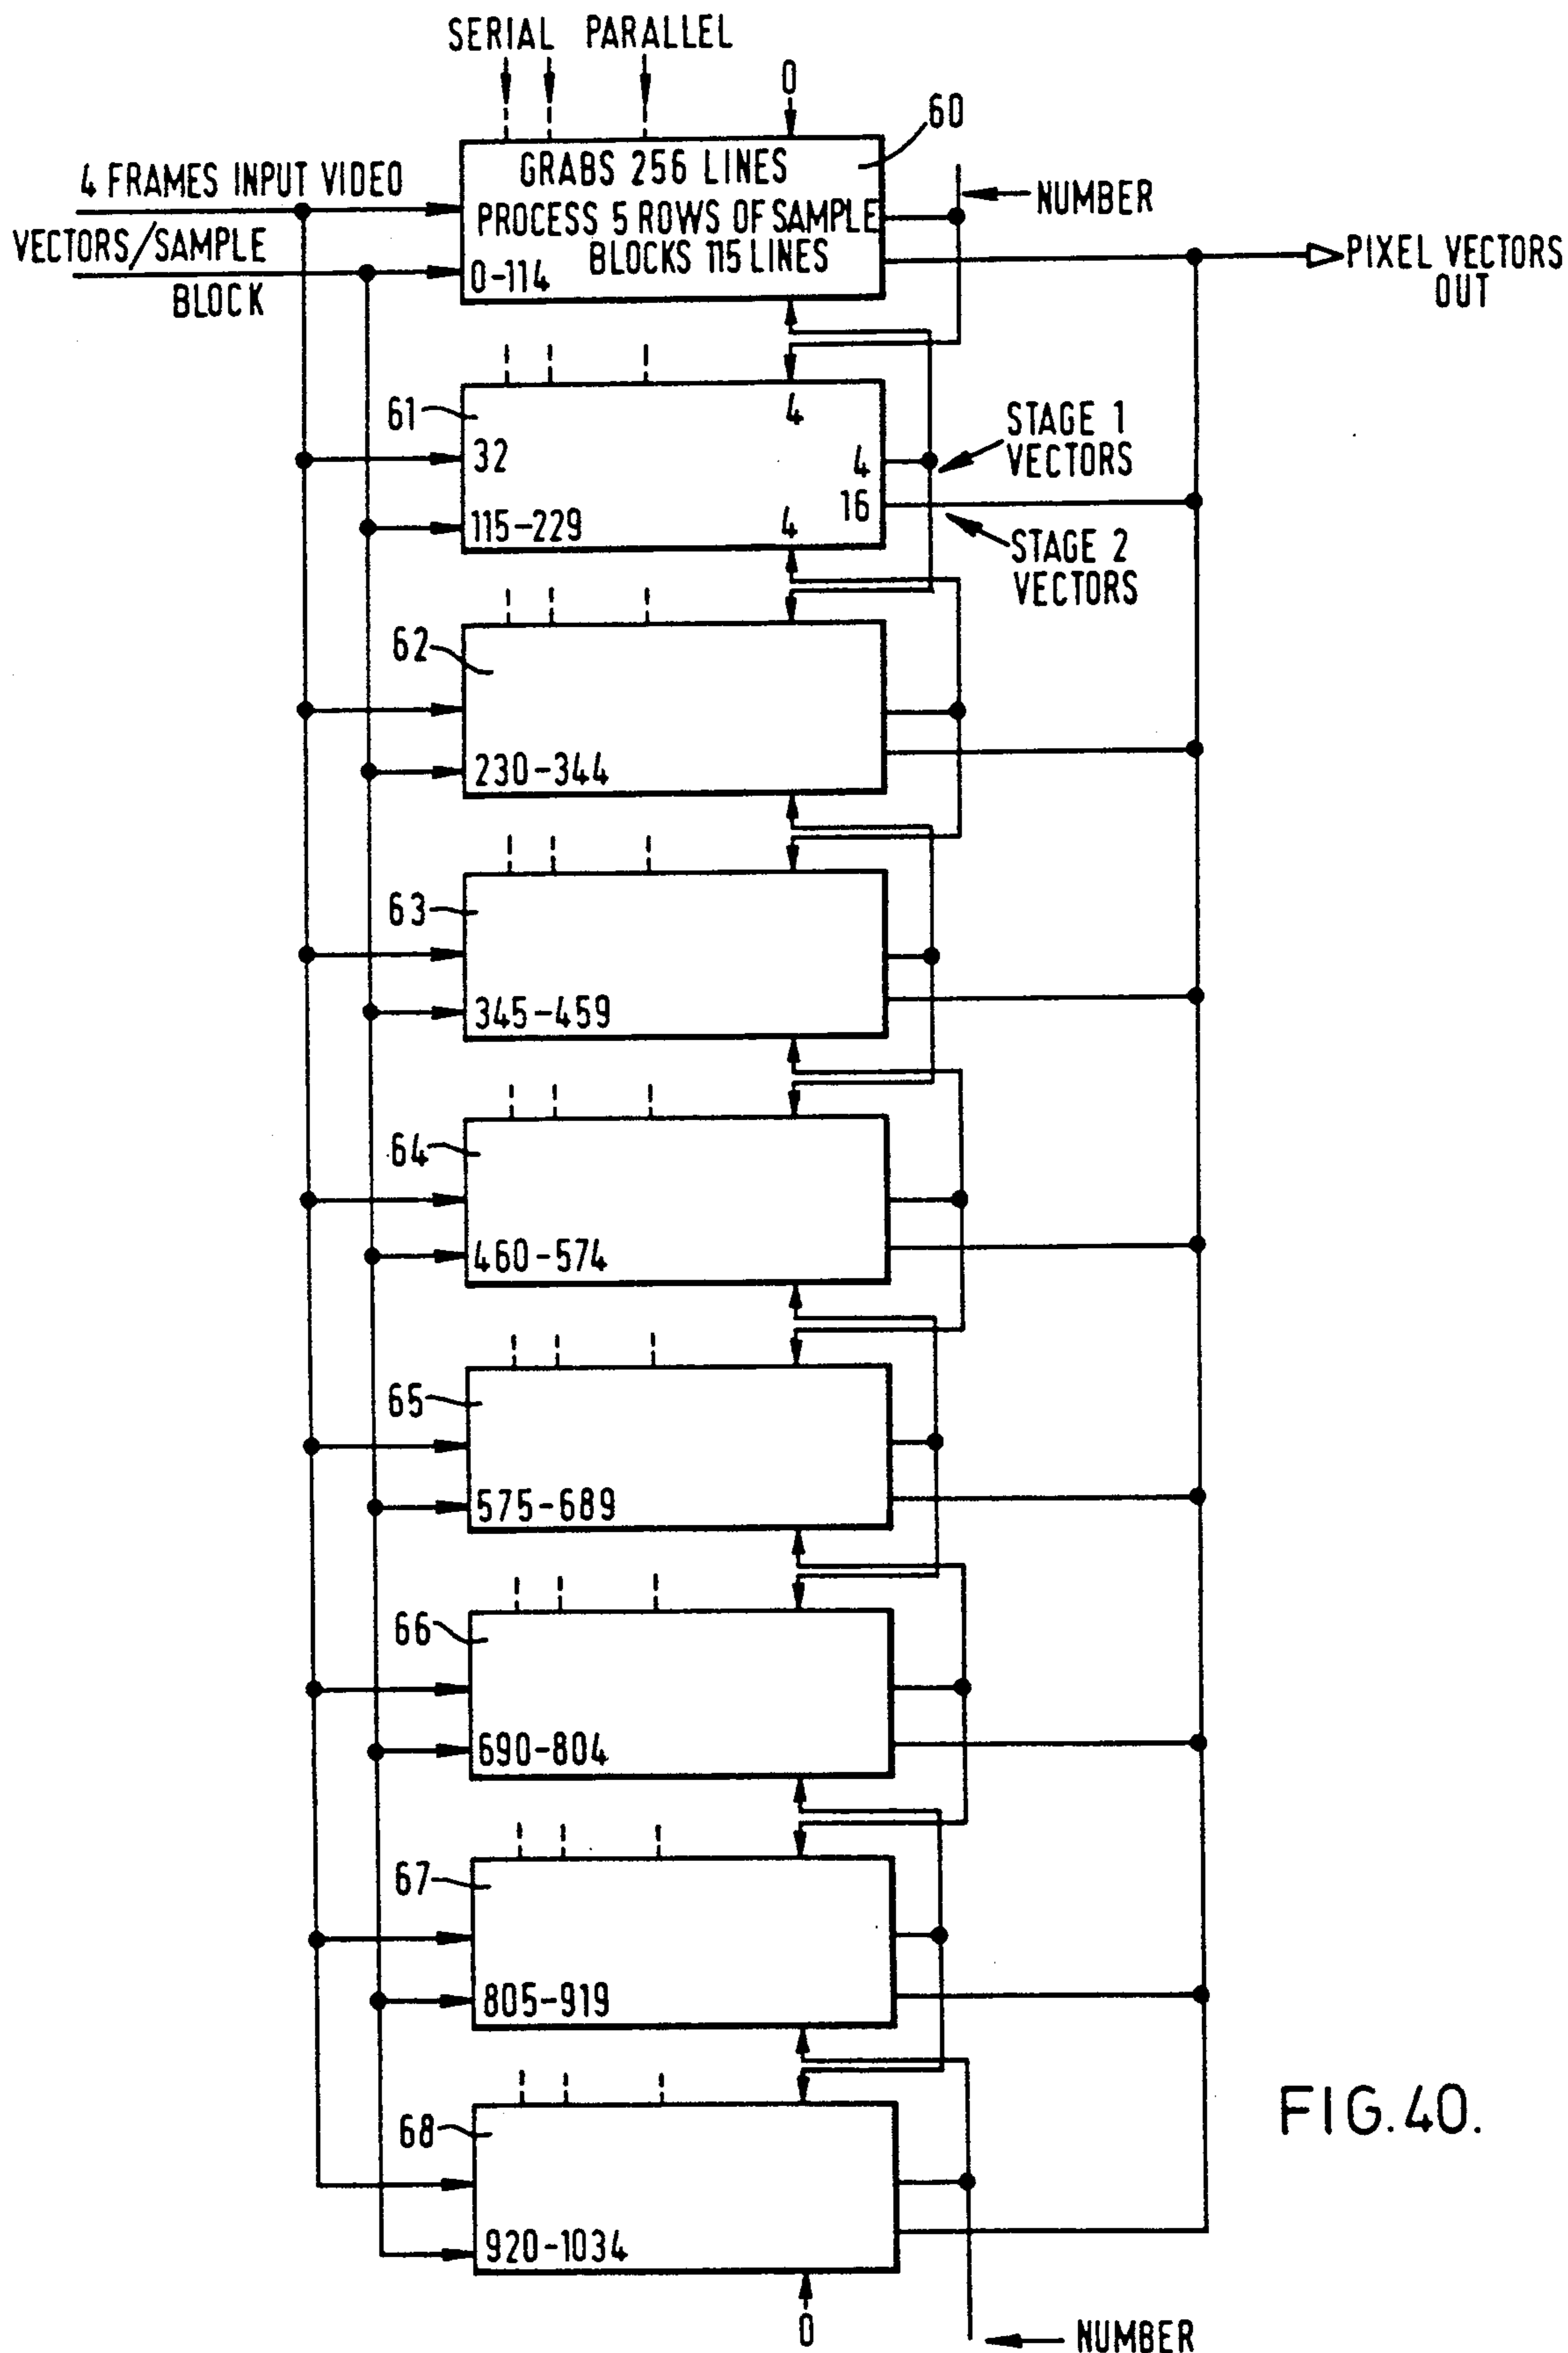 SERIAL PARALLEL
0
60
4 FRAMES INPUT VIDEO
GRABS 256 LINES
NUMBER
PROCESS 5 ROWS OF SAMPLE
VECTORS/SAMPLE
BLOCK
BLOCKS 115 LINES
0-114
PIXEL VECTORS
OUT
61
4
32
4
16
115-229
4
STAGE 1
VECTORS
STAGE 2
VECTORS
62
230-344
63
345-459
64
460-574
65
575-689
66
690-804
67
805-919
68
920-1034
0
NUMBER
FIG.40.